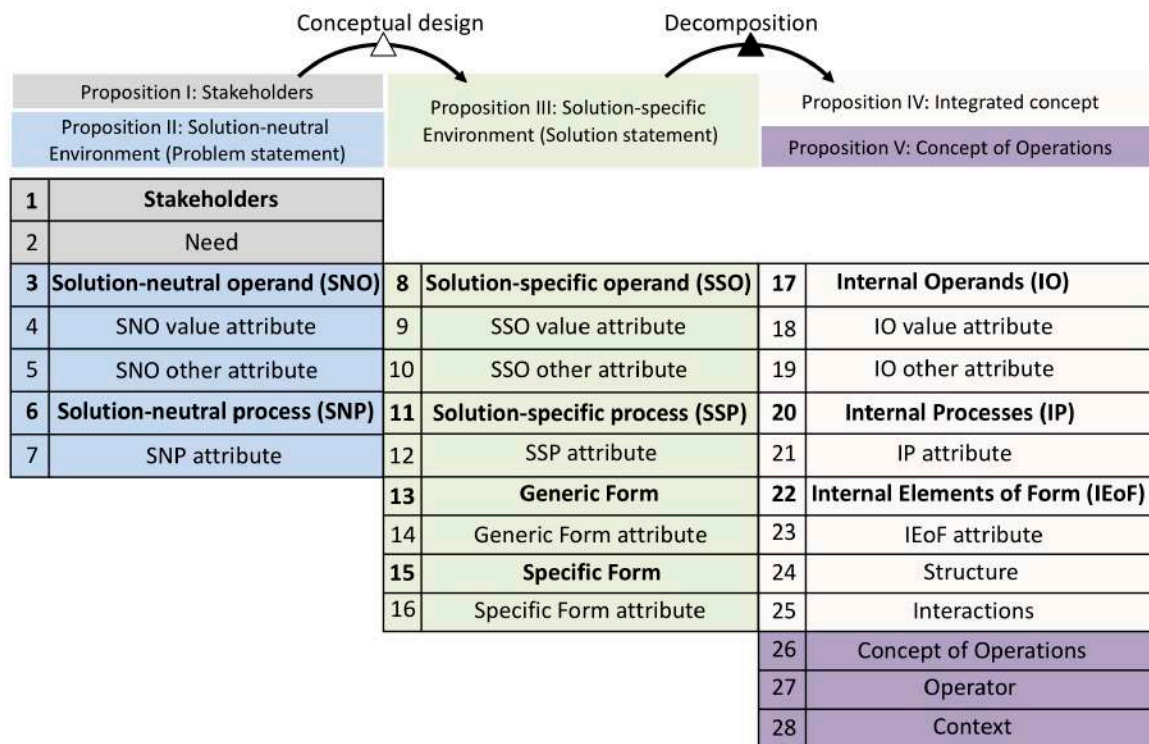 Conceptual design
Decomposition
Proposition I: Stakeholders
Proposition II: Solution-neutral
Environment (Problem statement)
Proposition III: Solution-specific
Environment (Solution statement)
Proposition IV: Integrated concept
Proposition V: Concept of Operations
1 Stakeholders
2 Need
3 Solution-neutral operand (SNO)
4 SNO value attribute
5 SNO other attribute
6 Solution-neutral process (SNP)
7 SNP attribute
8 Solution-specific operand (SSO)
9 SSO value attribute
10 SSO other attribute
11 Solution-specific process (SSP)
12 SSP attribute
13 Generic Form
14 Generic Form attribute
15 Specific Form
16 Specific Form attribute
17 Internal Operands (IO)
18 IO value attribute
19 IO other attribute
20 Internal Processes (IP)
21 IP attribute
22 Internal Elements of Form (IEoF)
23 IEoF attribute
24 Structure
25 Interactions
26 Concept of Operations
27 Operator
28 Context